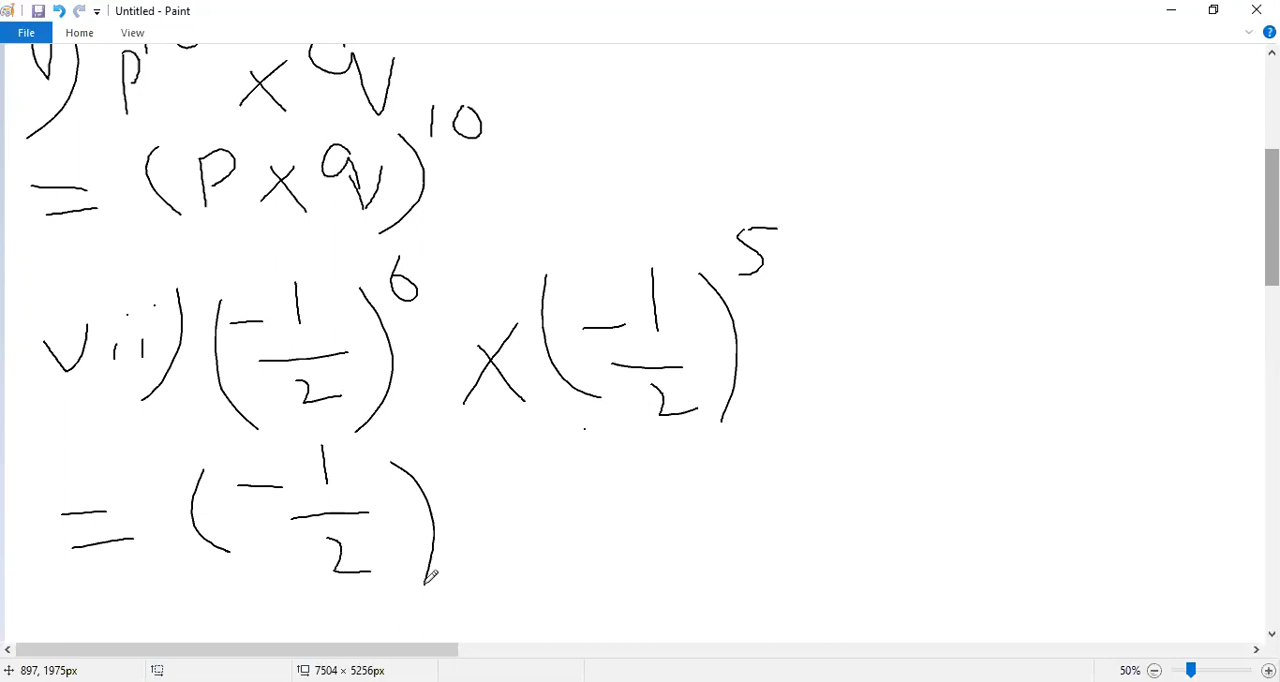 Untitled - Paint
File Home View
) p × q
= (p × q)^10
vii) (-1/2)^6 × (-1/2)^5
= (-1/2)
897, 1975px 7504 × 5256px 50%